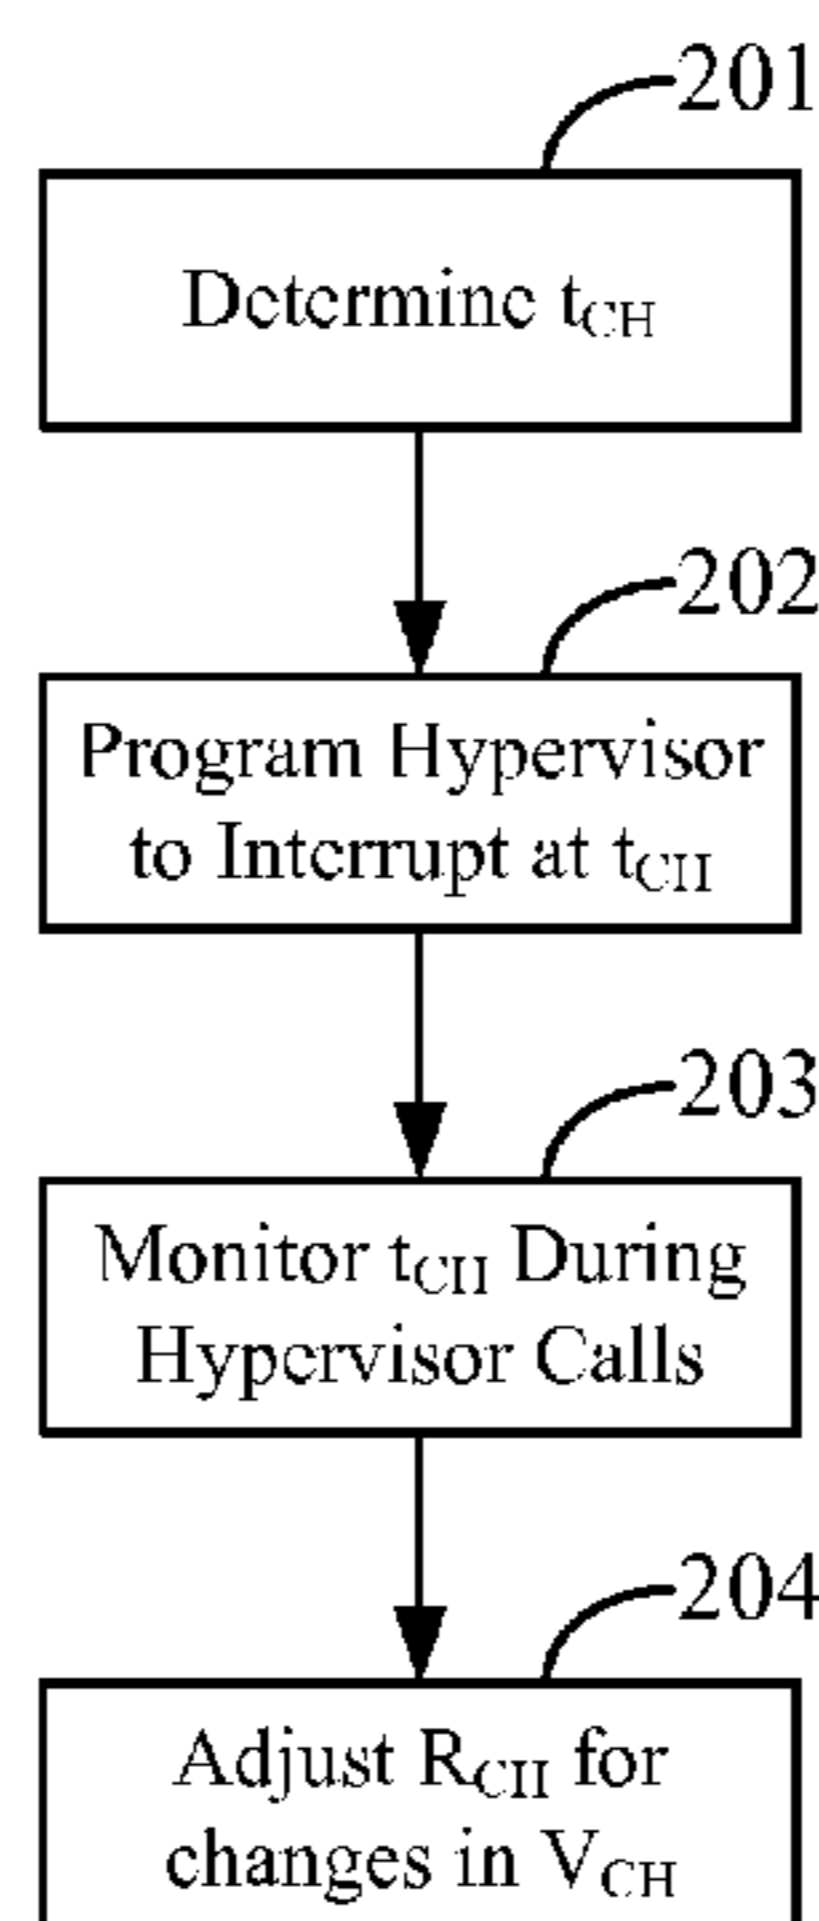 201
Determine tCH
202
Program Hypervisor
to Interrupt at tCH
203
Monitor tCH During
Hypervisor Calls
204
Adjust RCH for
changes in VCH